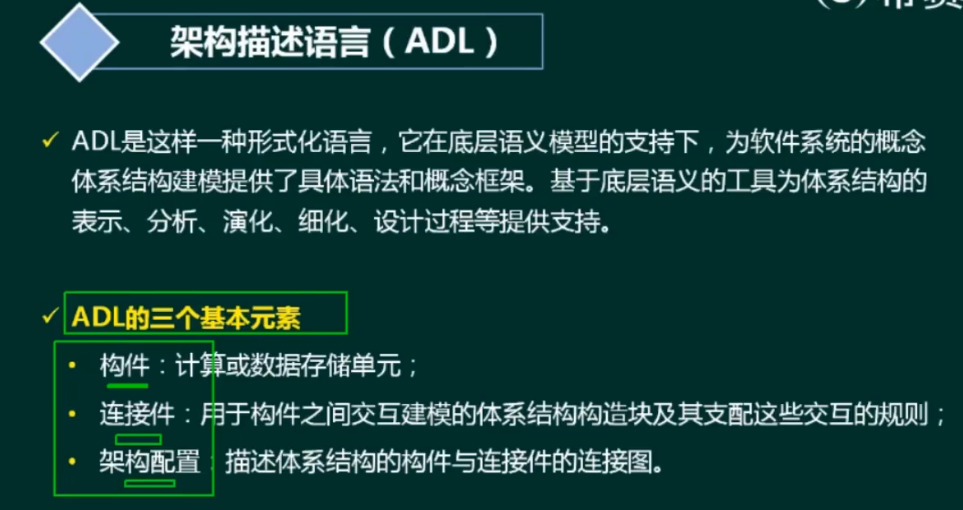 架构描述语言（ADL）
ADL是这样一种形式化语言，它在底层语义模型的支持下，为软件系统的概念
体系结构建模提供了具体语法和概念框架。基于底层语义的工具为体系结构的
表示、分析、演化、细化、设计过程等提供支持。
ADL的三个基本元素
构件：计算或数据存储单元；
连接件：用于构件之间交互建模的体系结构构造块及其支配这些交互的规则；
架构配置：描述体系结构的构件与连接件的连接图。